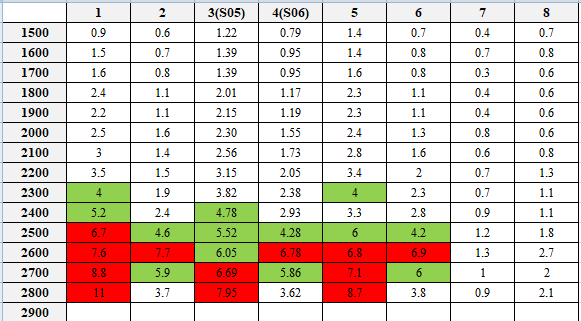 1 2 3(S05) 4(S06) 5 6 7 8
1500 0.9 0.6 1.22 0.79 1.4 0.7 0.4 0.7
1600 1.5 0.7 1.39 0.95 1.4 0.8 0.7 0.8
1700 1.6 0.8 1.39 0.95 1.6 0.8 0.3 0.6
1800 2.4 1.1 2.01 1.17 2.3 1.1 0.4 0.6
1900 2.2 1.1 2.15 1.19 2.3 1.1 0.4 0.6
2000 2.5 1.6 2.30 1.55 2.4 1.3 0.8 0.6
2100 3 1.4 2.56 1.73 2.8 1.6 0.6 0.8
2200 3.5 1.5 3.15 2.05 3.4 2 0.7 1.3
2300 4 1.9 3.82 2.38 4 2.3 0.7 1.1
2400 5.2 2.4 4.78 2.93 3.3 2.8 0.9 1.1
2500 6.7 4.6 5.52 4.28 6 4.2 1.2 1.8
2600 7.6 7.7 6.05 6.78 6.8 6.9 1.3 2.7
2700 8.8 5.9 6.69 5.86 7.1 6 1 2
2800 11 3.7 7.95 3.62 8.7 3.8 0.9 2.1
2900